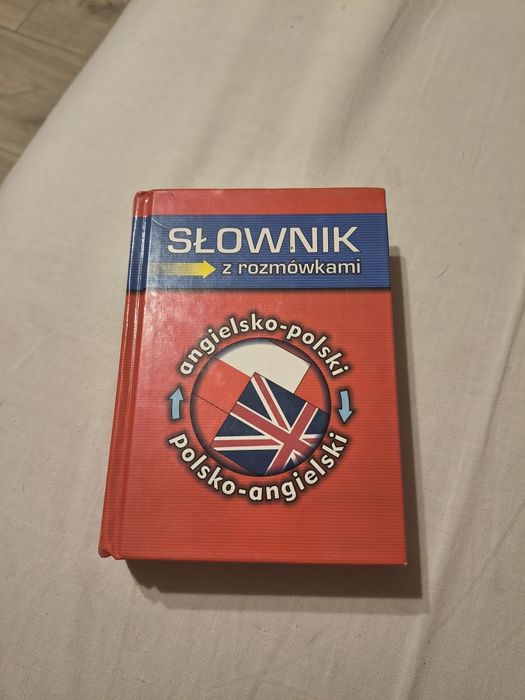 SŁOWNIK
z rozmówkami
angielsko-polski
polsko-angielski